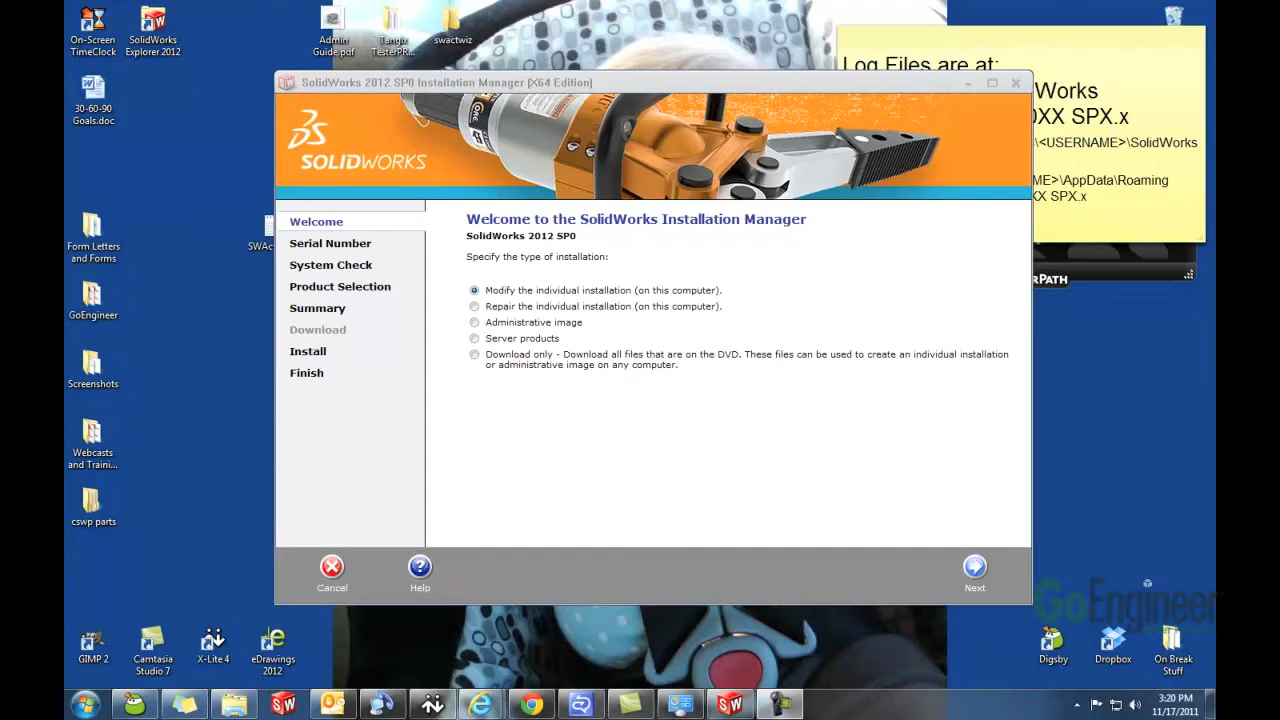 On-Screen
TimeClock
SolidWorks
Explorer 2012
Admin
Guide.pdf
Tangix
TesterPR...
swactwiz
30-60-90
Goals.doc
Log Files are at:
Works
XX SPX.x
\<USERNAME>\SolidWorks
ME>\AppData\Roaming
XX SPX.x
SolidWorks 2012 SP0 Installation Manager (X64 Edition)
SOLIDWORKS
Welcome
Serial Number
System Check
Product Selection
Summary
Download
Install
Finish
Welcome to the SolidWorks Installation Manager
SolidWorks 2012 SP0
Specify the type of installation:
Modify the individual installation (on this computer).
Repair the individual installation (on this computer).
Administrative image
Server products
Download only - Download all files that are on the DVD. These files can be used to create an individual installation
or administrative image on any computer.
Cancel
Help
Next
Form Letters
and Forms
SWAc
GoEngineer
Screenshots
Webcasts
and Traini...
cswp parts
RPATH
GoEngineer
GIMP 2
Camtasia
Studio 7
X-Lite 4
eDrawings
2012
Digsby
Dropbox
On Break
Stuff
3:20 PM
11/17/2011